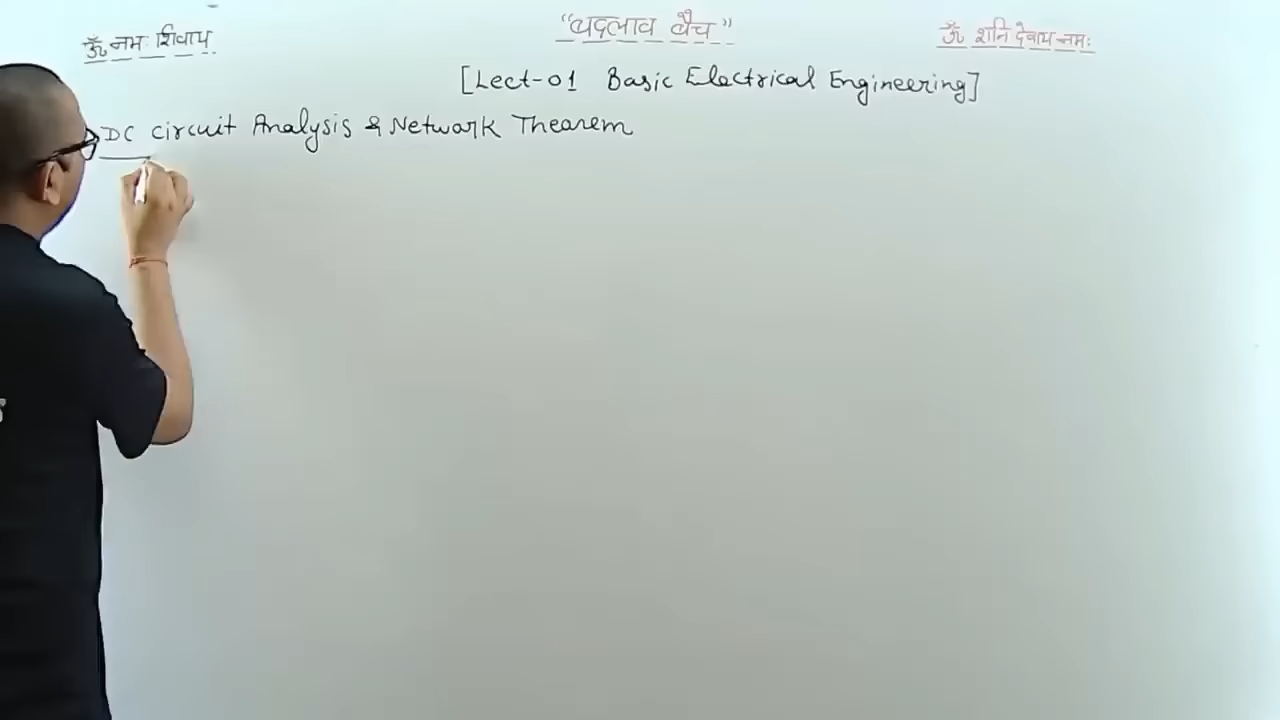 ॐ नमः शिवाय
"बदलाव बैच"
ॐ शनि देवाय नमः
[Lect-01 Basic Electrical Engineering]
DC Circuit Analysis & Network Theorem